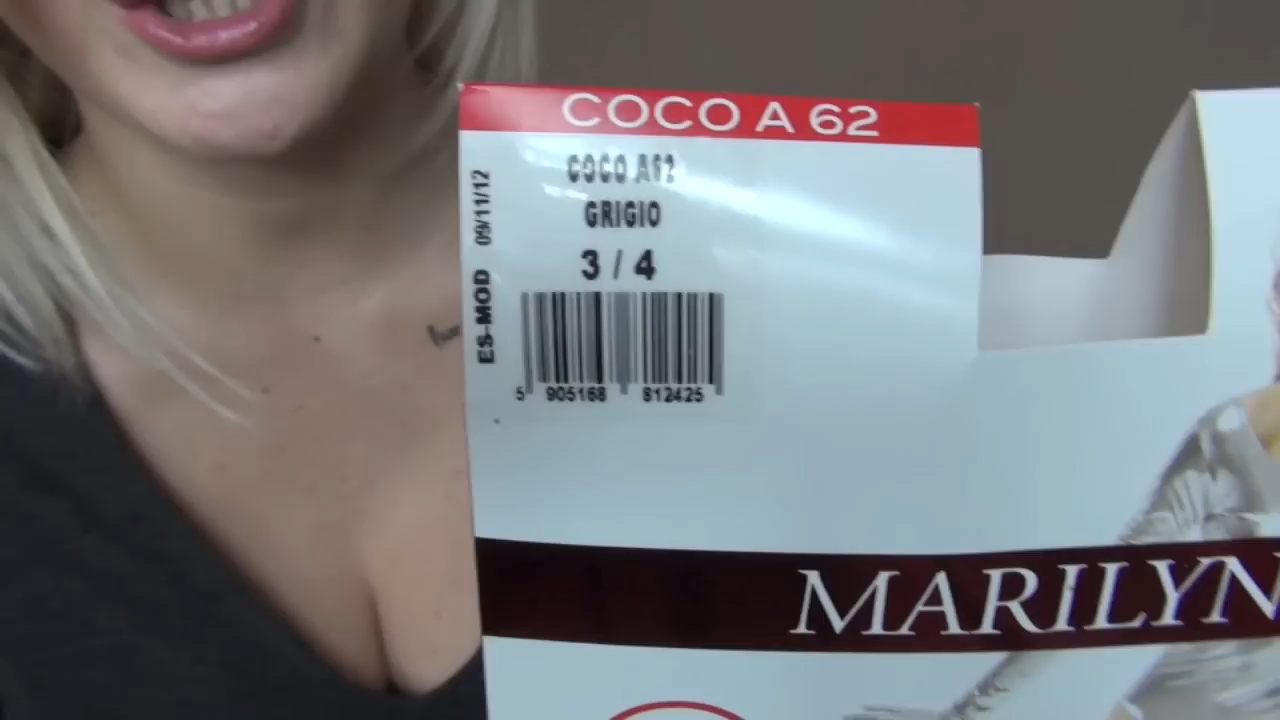 COCO A 62
COCO A62
GRIGIO
3 / 4
ES-MOD 09/11/12
5 905168 812425
MARILYN